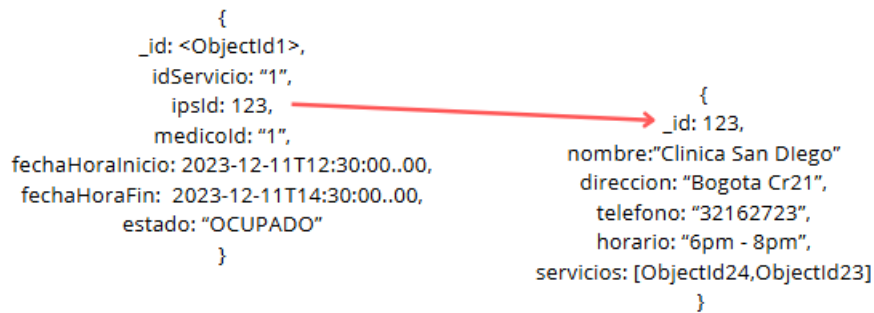 {
_id: <ObjectId1>,
idServicio: “1”,
ipsId: 123,
medicoId: “1”,
fechaHoraInicio: 2023-12-11T12:30:00..00,
fechaHoraFin:  2023-12-11T14:30:00..00,
estado: “OCUPADO”
}
{
_id: 123,
nombre:”Clinica San DIego”
direccion: “Bogota Cr21”,
telefono: “32162723”,
horario: “6pm - 8pm”,
servicios: [ObjectId24,ObjectId23]
}